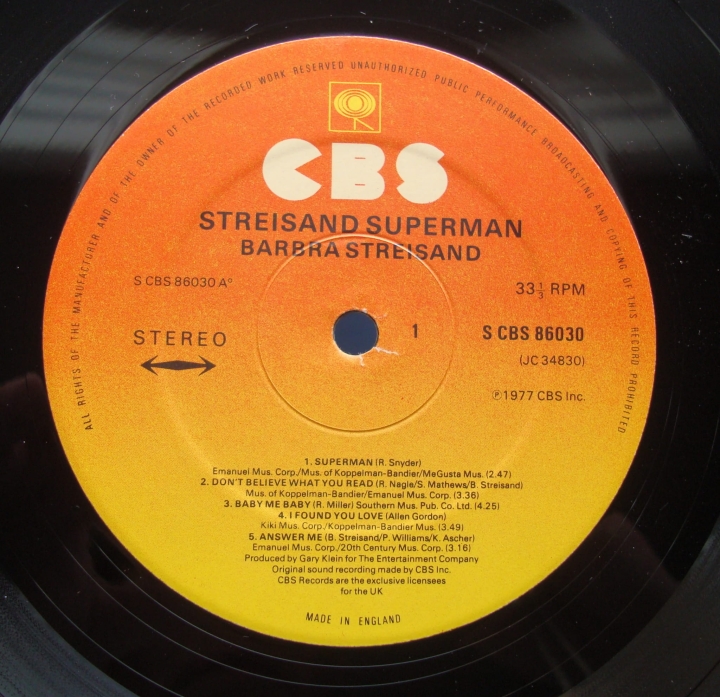 ALL RIGHTS OF THE MANUFACTURER AND OF THE OWNER OF THE RECORDED WORK RESERVED UNAUTHORIZED PUBLIC PERFORMANCE BROADCASTING AND COPYING OF THIS RECORD PROHIBITED
CBS
STREISAND SUPERMAN
BARBRA STREISAND
S CBS 86030 A°
33⅓ RPM
STEREO
1
S CBS 86030
(JC 34830)
℗1977 CBS Inc.
1. SUPERMAN (R. Snyder)
Emanuel Mus. Corp./Mus. of Koppelman-Bandier/MeGusta Mus. (2.47)
2. DON'T BELIEVE WHAT YOU READ (R. Nagle/S. Mathews/B. Streisand)
Mus. of Koppelman-Bandier/Emanuel Mus. Corp. (3.36)
3. BABY ME BABY (R. Miller) Southern Mus. Pub. Co. Ltd. (4.25)
4. I FOUND YOU LOVE (Allen Gordon)
Kiki Mus. Corp./Koppelman-Bandier Mus. (3.49)
5. ANSWER ME (B. Streisand/P. Williams/K. Ascher)
Emanuel Mus. Corp./20th Century Mus. Corp. (3.16)
Produced by Gary Klein for The Entertainment Company
Original sound recording made by CBS Inc.
CBS Records are the exclusive licensees
for the UK
MADE IN ENGLAND